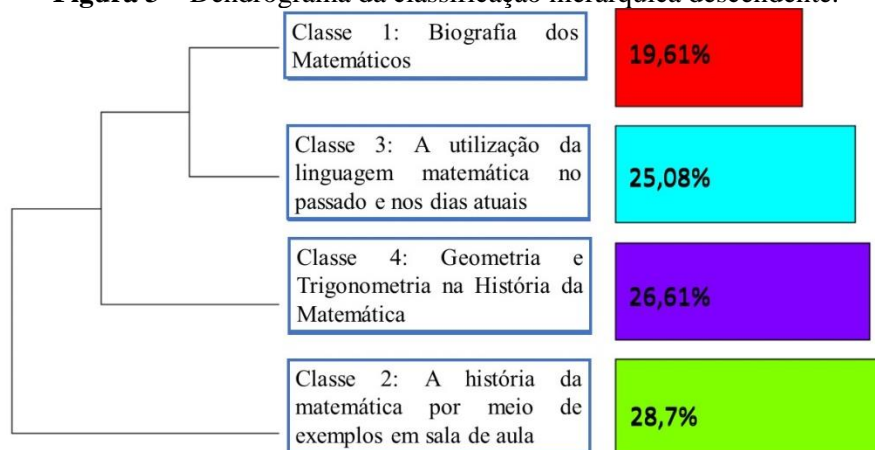 Figura 3 – Dendrograma da classificação hierárquica descendente.
Classe 1: Biografia dos
Matemáticos
19,61%
Classe 3: A utilização da
linguagem matemática no
passado e nos dias atuais
25,08%
Classe 4: Geometria e
Trigonometria na História da
Matemática
26,61%
Classe 2: A história da
matemática por meio de
exemplos em sala de aula
28,7%